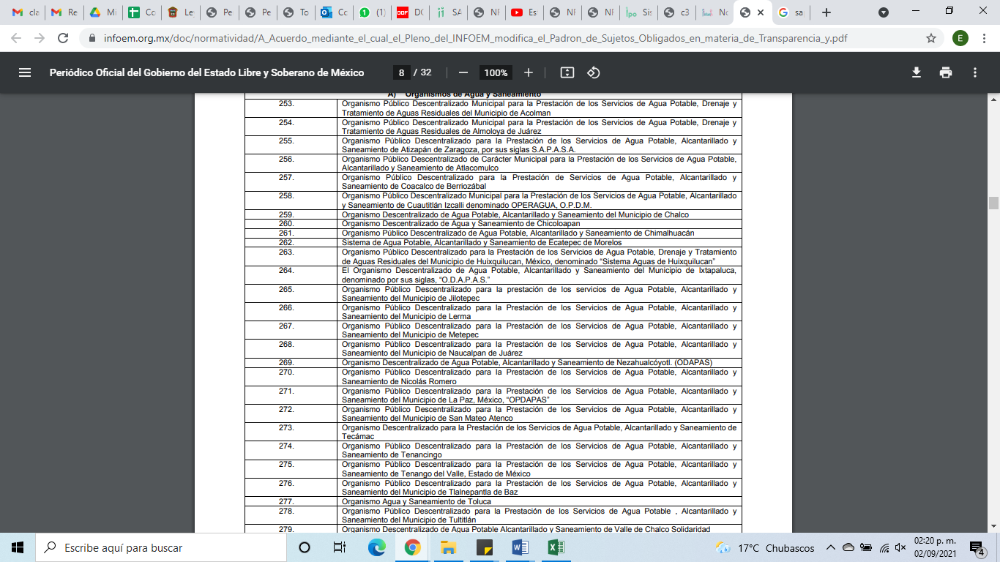 cla
Re
Mi
Co
Le
Pe
Pe
To
Cc
(1)
DOF
DC
SA
NF
Es
NF
NF
ipo
Sis
c3
No
sa
infoem.org.mx/doc/normatividad/A_Acuerdo_mediante_el_cual_el_Pleno_del_INFOEM_modifica_el_Padron_de_Sujetos_Obligados_en_materia_de_Transparencia_y.pdf
E
Periódico Oficial del Gobierno del Estado Libre y Soberano de México
8 / 32
100%
A) Organismos de Agua y Saneamiento
253. Organismo Público Descentralizado Municipal para la Prestación de los Servicios de Agua Potable, Drenaje y
Tratamiento de Aguas Residuales del Municipio de Acolman
254. Organismo Público Descentralizado Municipal para la Prestación de los Servicios de Agua Potable, Drenaje y
Tratamiento de Aguas Residuales de Almoloya de Juárez
255. Organismo Público Descentralizado para la Prestación de los Servicios de Agua Potable, Alcantarillado y
Saneamiento de Atizapán de Zaragoza, por sus siglas S.A.P.A.S.A.
256. Organismo Público Descentralizado de Carácter Municipal para la Prestación de los Servicios de Agua Potable,
Alcantarillado y Saneamiento de Atlacomulco
257. Organismo Público Descentralizado para la Prestación de Servicios de Agua Potable, Alcantarillado y
Saneamiento de Coacalco de Berriozábal
258. Organismo Público Descentralizado Municipal para la Prestación de los Servicios de Agua Potable, Alcantarillado
y Saneamiento de Cuautitlán Izcalli denominado OPERAGUA, O.P.D.M.
259. Organismo Descentralizado de Agua Potable, Alcantarillado y Saneamiento del Municipio de Chalco
260. Organismo Descentralizado de Agua y Saneamiento de Chicoloapan
261. Organismo Público Descentralizado de Agua Potable, Alcantarillado y Saneamiento de Chimalhuacán
262. Sistema de Agua Potable, Alcantarillado y Saneamiento de Ecatepec de Morelos
263. Organismo Público Descentralizado para la Prestación de los Servicios de Agua Potable, Drenaje y Tratamiento
de Aguas Residuales del Municipio de Huixquilucan, México, denominado “Sistema Aguas de Huixquilucan”
264. El Organismo Descentralizado de Agua Potable, Alcantarillado y Saneamiento del Municipio de Ixtapaluca,
denominado por sus siglas, “O.D.A.P.A.S.”
265. Organismo Público Descentralizado para la prestación de los servicios de Agua Potable, Alcantarillado y
Saneamiento del Municipio de Jilotepec
266. Organismo Público Descentralizado para la Prestación de los Servicios de Agua Potable, Alcantarillado y
Saneamiento del Municipio de Lerma
267. Organismo Público Descentralizado para la Prestación de los Servicios de Agua Potable, Alcantarillado y
Saneamiento del Municipio de Metepec
268. Organismo Público Descentralizado para la Prestación de los Servicios de Agua Potable, Alcantarillado y
Saneamiento del Municipio de Naucalpan de Juárez
269. Organismo Descentralizado de Agua Potable, Alcantarillado y Saneamiento de Nezahualcóyotl. (ODAPAS)
270. Organismo Público Descentralizado para la Prestación de los Servicios de Agua Potable, Alcantarillado y
Saneamiento de Nicolás Romero
271. Organismo Público Descentralizado para la Prestación de los Servicios de Agua Potable, Alcantarillado y
Saneamiento del Municipio de La Paz, México, “OPDAPAS”
272. Organismo Público Descentralizado para la Prestación de los Servicios de Agua Potable, Alcantarillado y
Saneamiento del Municipio de San Mateo Atenco
273. Organismo Descentralizado para la Prestación de los Servicios de Agua Potable, Alcantarillado y Saneamiento de
Tecámac
274. Organismo Público Descentralizado para la Prestación de los Servicios de Agua Potable, Alcantarillado y
Saneamiento de Tenancingo
275. Organismo Público Descentralizado para la Prestación de los Servicios de Agua Potable, Alcantarillado y
Saneamiento de Tenango del Valle, Estado de México
276. Organismo Público Descentralizado para la Prestación de los Servicios de Agua Potable, Alcantarillado y
Saneamiento del Municipio de Tlalnepantla de Baz
277. Organismo Agua y Saneamiento de Toluca
278. Organismo Público Descentralizado para la Prestación de los Servicios de Agua Potable , Alcantarillado y
Saneamiento del Municipio de Tultitlán
279. Organismo Descentralizado de Agua Potable Alcantarillado y Saneamiento de Valle de Chalco Solidaridad
Escribe aquí para buscar
17°C Chubascos
02:20 p. m.
02/09/2021
4